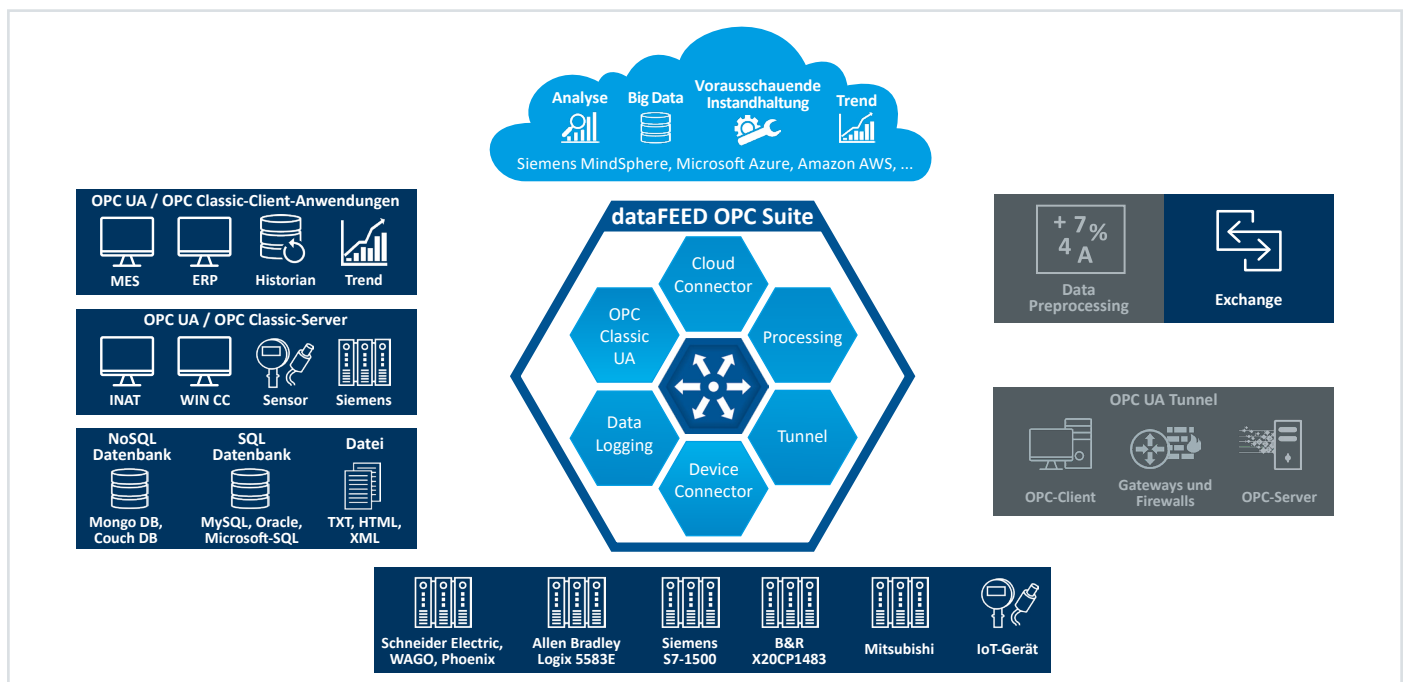 Analyse
Big Data
Vorausschauende
Instandhaltung
Trend
Siemens MindSphere, Microsoft Azure, Amazon AWS, ...
OPC UA / OPC Classic-Client-Anwendungen
MES
ERP
Historian
Trend
OPC UA / OPC Classic-Server
INAT
WIN CC
Sensor
Siemens
NoSQL
Datenbank
SQL
Datenbank
Datei
Mongo DB,
Couch DB
MySQL, Oracle,
Microsoft-SQL
TXT, HTML,
XML
dataFEED OPC Suite
Cloud
Connector
OPC
Classic
UA
Processing
Data
Logging
Tunnel
Device
Connector
+ 7%
4 A
Data
Preprocessing
Exchange
OPC UA Tunnel
OPC-Client
Gateways und
Firewalls
OPC-Server
Schneider Electric,
WAGO, Phoenix
Allen Bradley
Logix 5583E
Siemens
S7-1500
B&R
X20CP1483
Mitsubishi
IoT-Gerät